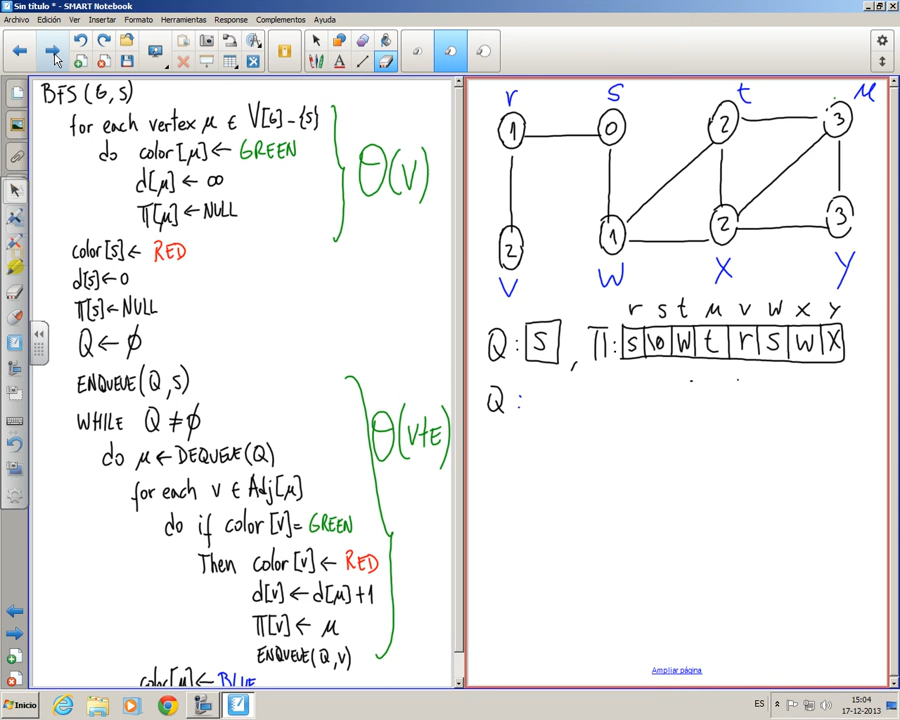 Sin título * - SMART Notebook
Archivo Edición Ver Insertar Formato Herramientas Response Complementos Ayuda
BFS (G, S)
for each vertex μ ∈ V[G] - {S}
do color[μ] ← GREEN
d[μ] ← ∞
π[μ] ← NULL
Θ(V)
color[S] ← RED
d[S] ← 0
π[S] ← NULL
Q ← ∅
ENQUEUE(Q, S)
WHILE Q ≠ ∅
do μ ← DEQUEUE(Q)
for each v ∈ Adj[μ]
do if color[V] = GREEN
Then color[v] ← RED
d[v] ← d[μ] + 1
π[v] ← μ
ENQUEUE(Q, V)
color[μ] ← BLUE
Θ(V+E)
r S t μ
1 0 2 3
2 1 2 3
V W X Y
r s t μ v w x y
Q : S , π : S \0 W t r S W X
Q :
Ampliar página
Inicio
ES
15:04
17-12-2013